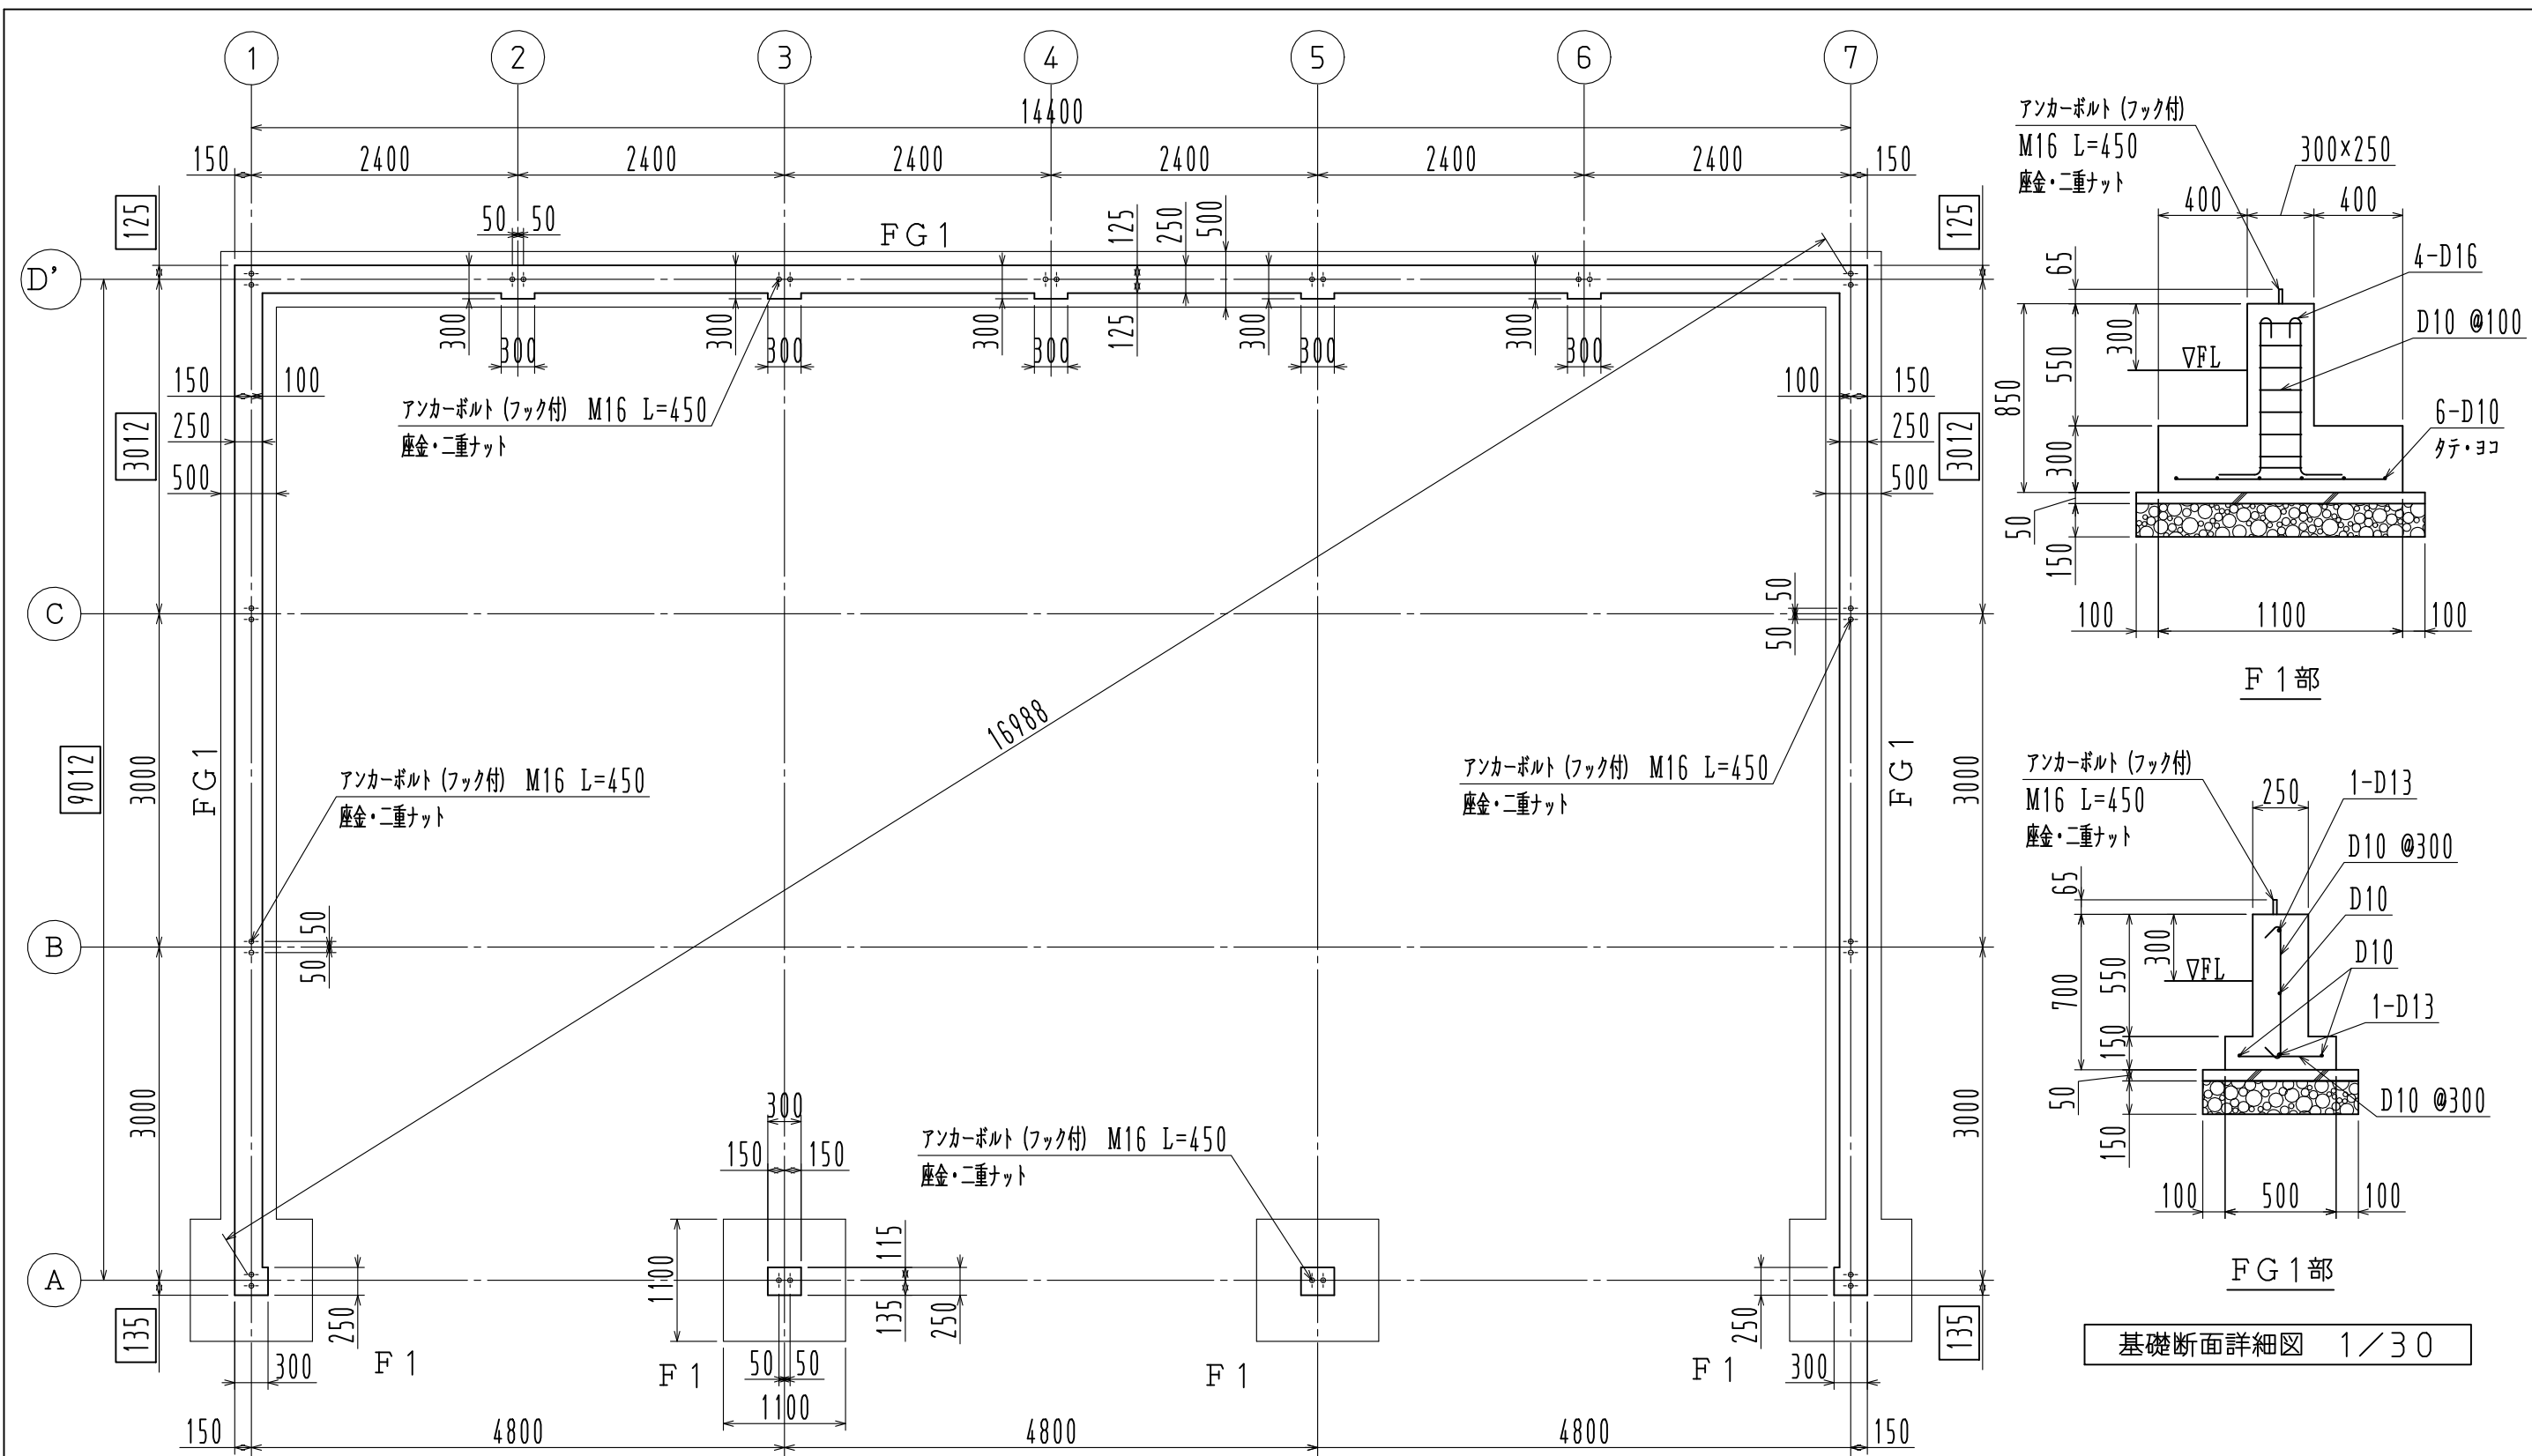 1 2 3 4 5 6 7
14400
150 2400 2400 2400 2400 2400 2400 150
125 50 50 FG1 125 250 500 125
D'
300 300 300 300 125 300 300 300 300 300 300
150 100 100 150
アンカーボルト(フック付) M16 L=450
座金・二重ナット
250 250
3012 3012
500 500
C
50
50
16988
9012
3000
FG1
アンカーボルト(フック付) M16 L=450
座金・二重ナット
アンカーボルト(フック付) M16 L=450
座金・二重ナット
FG1
3000
B
50
50
3000
3000
300
150 150
アンカーボルト(フック付) M16 L=450
座金・二重ナット
1100
115
A
135 250 135 250 250 135
300 F1 F1 50 50 F1 F1 300
1100
150 4800 4800 4800 150
アンカーボルト(フック付)
M16 L=450
座金・二重ナット
300×250
400 400
65
4-D16
D10 @100
300
▽FL
550
850
6-D10
タテ・ヨコ
300
50
150
100 1100 100
F1部
アンカーボルト(フック付)
M16 L=450
座金・二重ナット
250
1-D13
D10 @300
65
D10
300
▽FL
550
700
D10
1-D13
150
50
D10 @300
150
100 500 100
FG1部
基礎断面詳細図 1/30